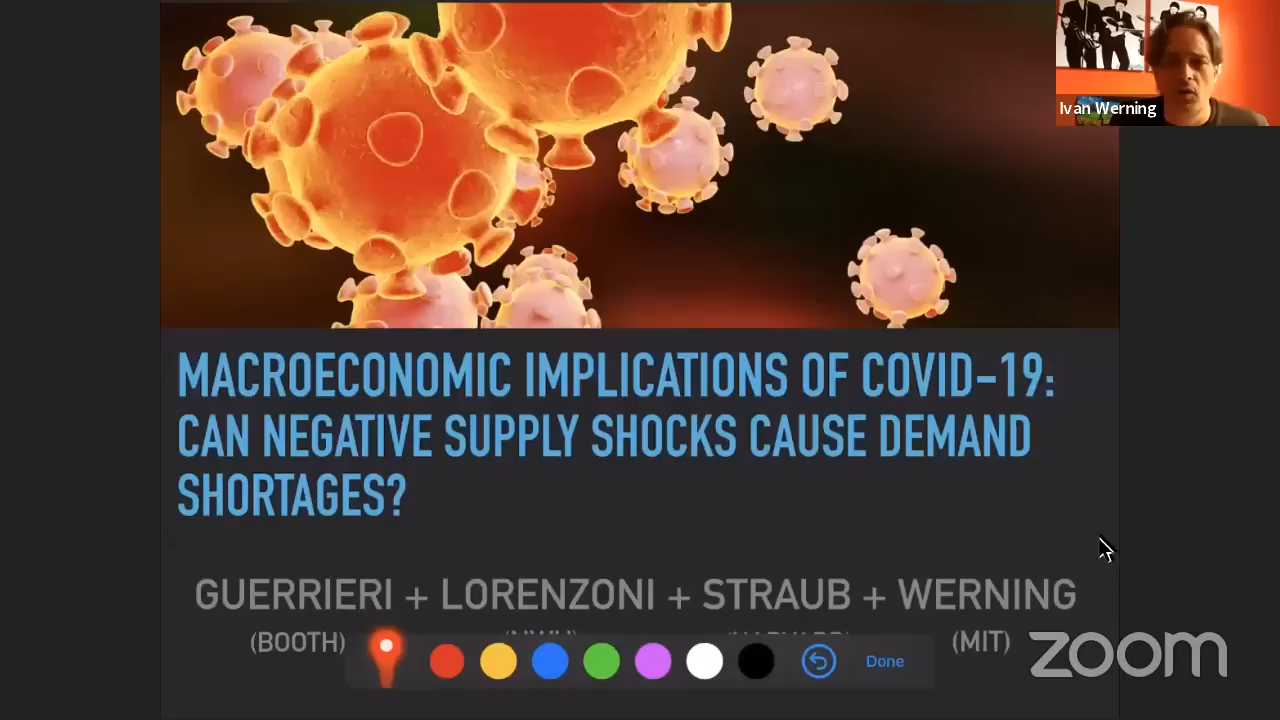 Ivan Werning
MACROECONOMIC IMPLICATIONS OF COVID-19:
CAN NEGATIVE SUPPLY SHOCKS CAUSE DEMAND
SHORTAGES?
GUERRIERI + LORENZONI + STRAUB + WERNING
(BOOTH) (MIT)
Done
zoom